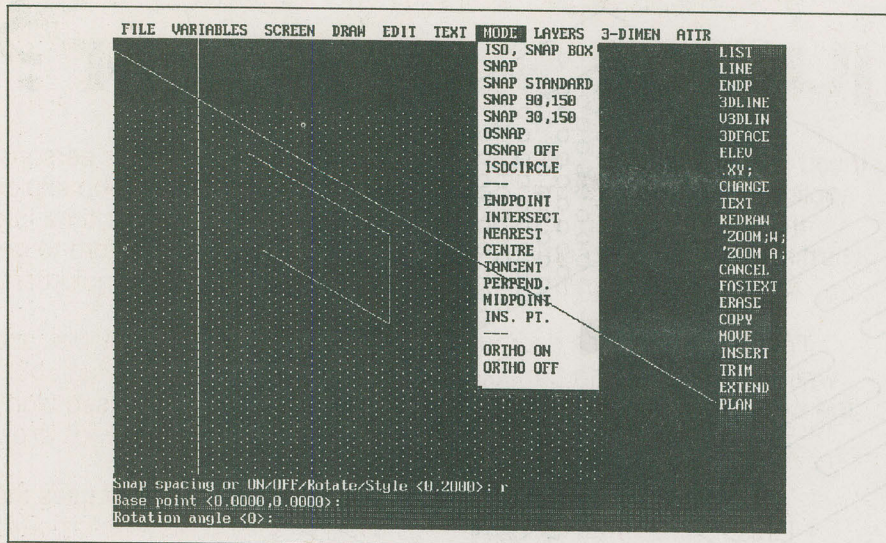 FILE VARIABLES SCREEN DRAW EDIT TEXT MODE LAYERS 3-DIMEN ATTR
ISO, SNAP BOX
SNAP
SNAP STANDARD
SNAP 90,150
SNAP 30,150
OSNAP
OSNAP OFF
ISOCIRCLE
---
ENDPOINT
INTERSECT
NEAREST
CENTRE
TANGENT
PERPEND.
MIDPOINT
INS. PT.
---
ORTHO ON
ORTHO OFF
LIST
LINE
ENDP
3DLINE
V3DLIN
3DFACE
ELEV
.XY;
CHANGE
TEXT
REDRAW
'ZOOM;W;
'ZOOM A;
CANCEL
FASTEXT
ERASE
COPY
MOVE
INSERT
TRIM
EXTEND
PLAN
Snap spacing or ON/OFF/Rotate/Style <0.2000>: r
Base point <0.0000,0.0000>:
Rotation angle <0>: